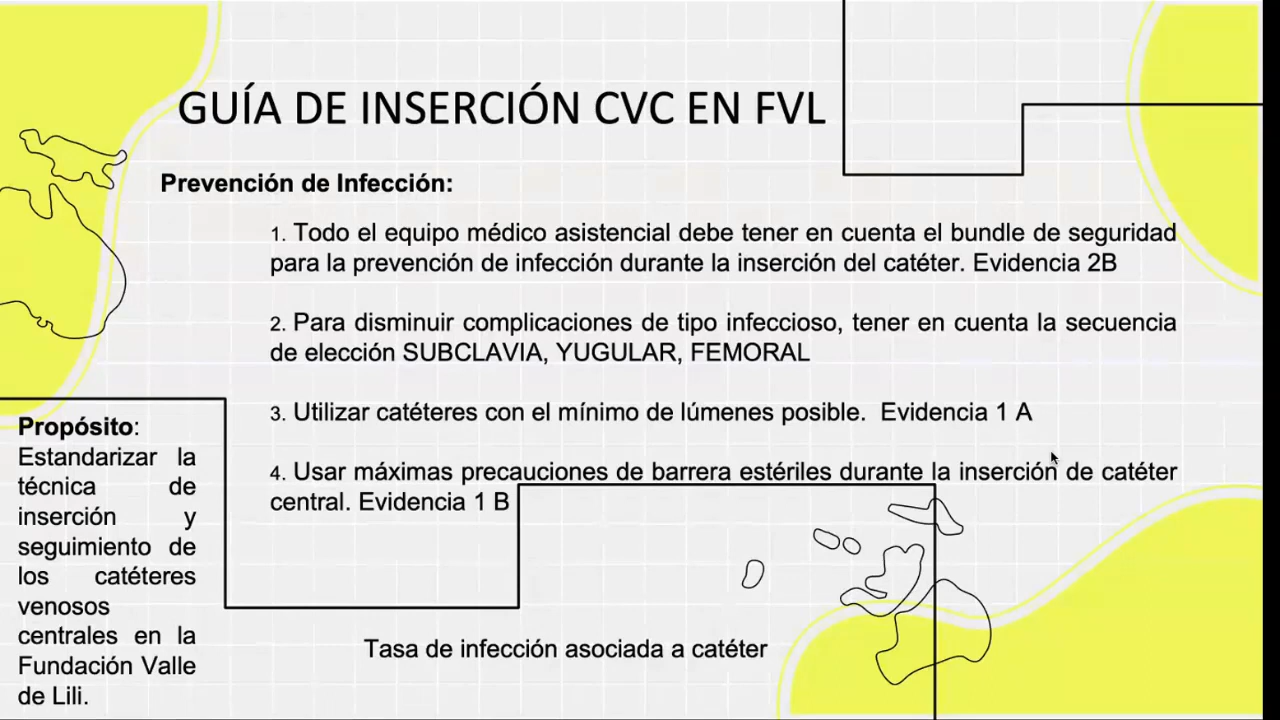 GUÍA DE INSERCIÓN CVC EN FVL
Prevención de Infección:
1. Todo el equipo médico asistencial debe tener en cuenta el bundle de seguridad
para la prevención de infección durante la inserción del catéter. Evidencia 2B
2. Para disminuir complicaciones de tipo infeccioso, tener en cuenta la secuencia
de elección SUBCLAVIA, YUGULAR, FEMORAL
3. Utilizar catéteres con el mínimo de lúmenes posible.  Evidencia 1 A
4. Usar máximas precauciones de barrera estériles durante la inserción de catéter
central. Evidencia 1 B
Propósito:
Estandarizar la
técnica de
inserción y
seguimiento de
los catéteres
venosos
centrales en la
Fundación Valle
de Lili.
Tasa de infección asociada a catéter